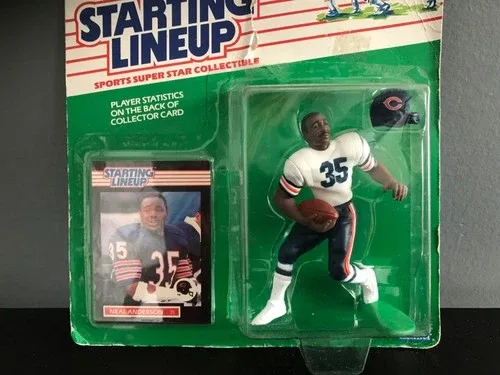 STARTING
LINEUP
SPORTS SUPER STAR COLLECTIBLE
PLAYER STATISTICS
ON THE BACK OF
COLLECTOR CARD
C
35
STARTING
LINEUP
35
35
NEAL ANDERSON